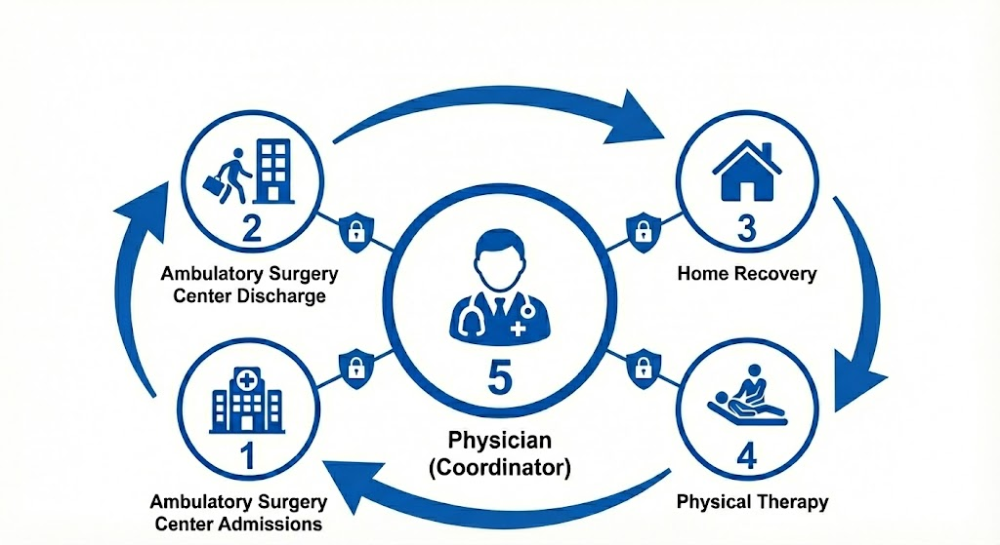 2
Ambulatory Surgery
Center Discharge
3
Home Recovery
1
Ambulatory Surgery
Center Admissions
5
Physician
(Coordinator)
4
Physical Therapy